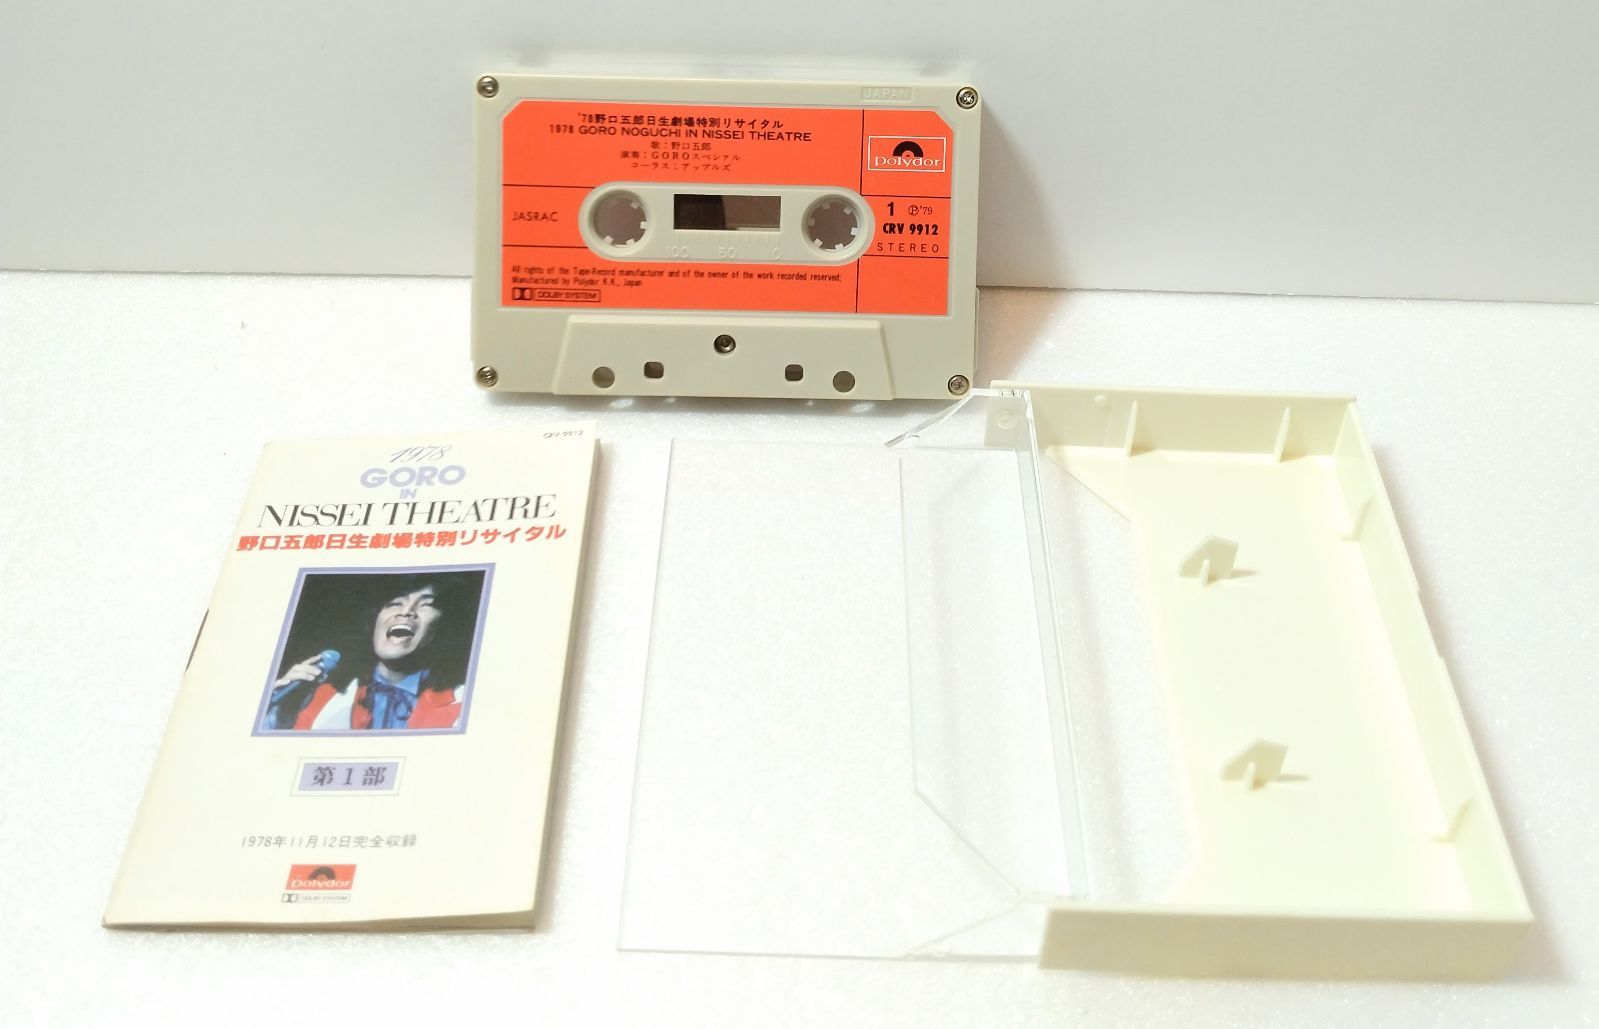 JAPAN
'78野口五郎日生劇場特別リサイタル
1978 GORO NOGUCHI IN NISSEI THEATRE
歌：野口五郎
演奏：GOROスペシャル
コーラス：アップルズ
polydor
JASRAC
1 Ⓟ'79
CRV 9912
STEREO
100 50 0
All rights of the Tape-Record manufacturer and of the owner of the work recorded reserved;
Manufactured by Polydor K.K., Japan
DOLBY SYSTEM
CRV 9912
1978
GORO
IN
NISSEI THEATRE
野口五郎日生劇場特別リサイタル
第1部
1978年11月12日完全収録
Polydor
DOLBY SYSTEM